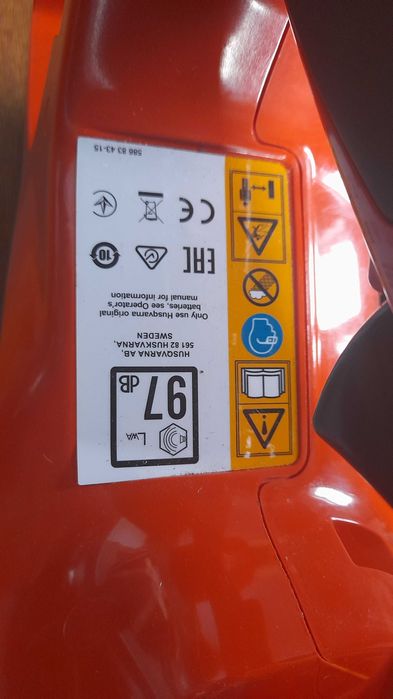 LWA
97
dB
HUSQVARNA AB,
561 82 HUSKVARNA,
SWEDEN
Only use Husqvarna original
batteries, see Operator's
manual for information
EAC
10
CE
586 83 43-15